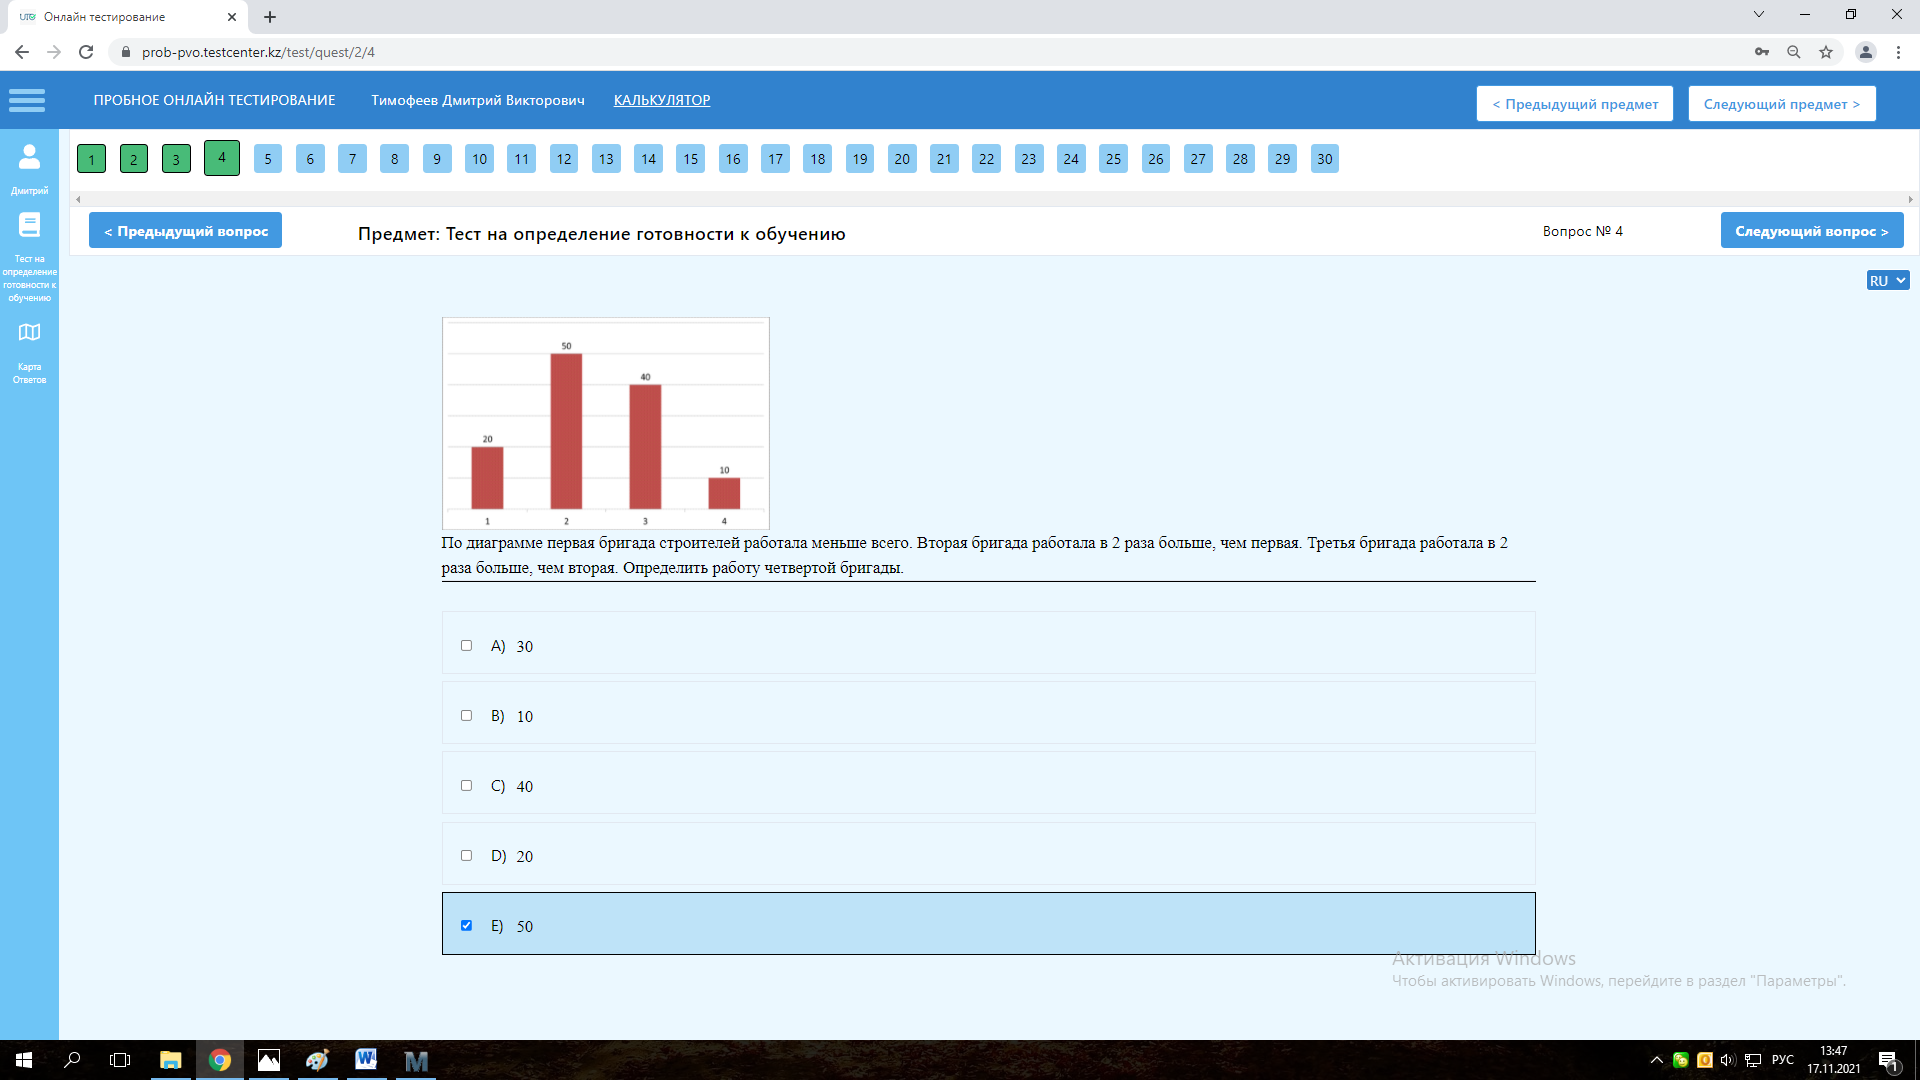 UTO Онлайн тестирование
prob-pvo.testcenter.kz/test/quest/2/4
ПРОБНОЕ ОНЛАЙН ТЕСТИРОВАНИЕ Тимофеев Дмитрий Викторович КАЛЬКУЛЯТОР < Предыдущий предмет Следующий предмет >
1 2 3 4 5 6 7 8 9 10 11 12 13 14 15 16 17 18 19 20 21 22 23 24 25 26 27 28 29 30
Дмитрий
< Предыдущий вопрос Предмет: Тест на определение готовности к обучению Вопрос № 4 Следующий вопрос >
Тест на
определение
готовности к
обучению
RU
Карта
Ответов
50
40
20
10
1 2 3 4
По диаграмме первая бригада строителей работала меньше всего. Вторая бригада работала в 2 раза больше, чем первая. Третья бригада работала в 2
раза больше, чем вторая. Определить работу четвертой бригады.
A) 30
B) 10
C) 40
D) 20
E) 50
Активация Windows
Чтобы активировать Windows, перейдите в раздел "Параметры".
РУС
13:47
17.11.2021
1